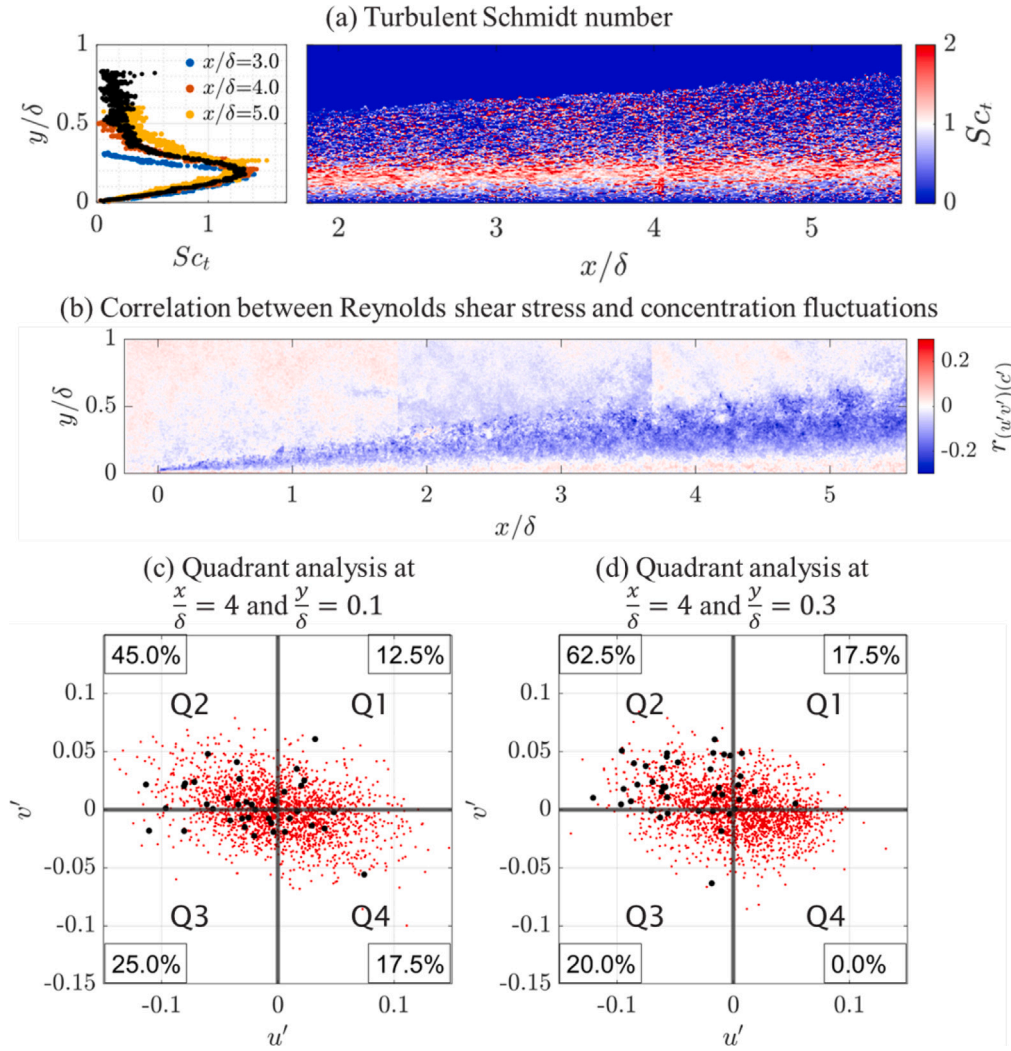 (a) Turbulent Schmidt number
1
0.5
0
y/δ
x/δ=3.0
x/δ=4.0
x/δ=5.0
0
1
Sc_t
2
3
4
5
x/δ
2
1
0
Sc_t
(b) Correlation between Reynolds shear stress and concentration fluctuations
1
0.5
0
y/δ
0
1
2
3
4
5
x/δ
0.2
0
-0.2
r_(u'v')(c')
(c) Quadrant analysis at
x/δ = 4 and y/δ = 0.1
45.0%
12.5%
Q2
Q1
Q3
Q4
25.0%
17.5%
0.1
0.05
0
-0.05
-0.1
-0.15
v'
-0.1
0
0.1
u'
(d) Quadrant analysis at
x/δ = 4 and y/δ = 0.3
62.5%
17.5%
Q2
Q1
Q3
Q4
20.0%
0.0%
0.1
0.05
0
-0.05
-0.1
-0.15
v'
-0.1
0
0.1
u'